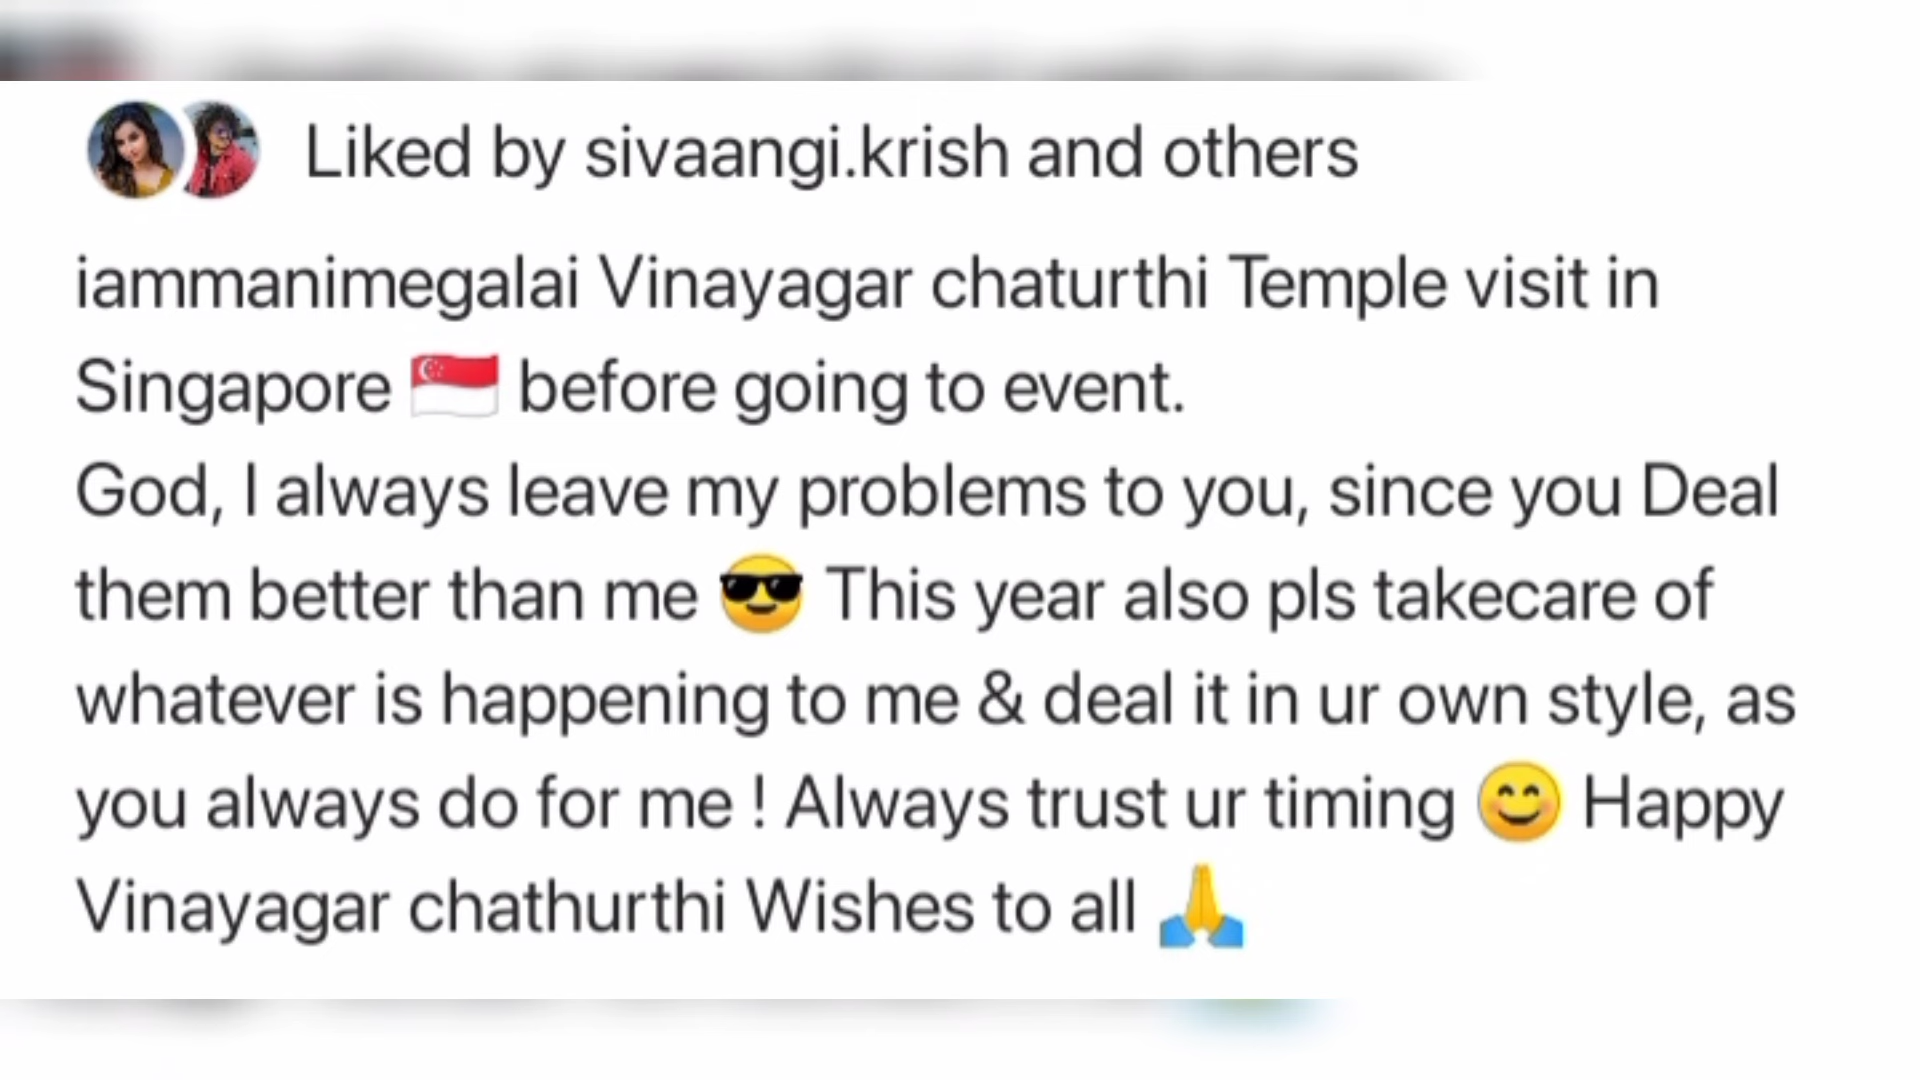 Liked by sivaangi.krish and others
iammanimegalai Vinayagar chaturthi Temple visit in
Singapore 🇸🇬 before going to event.
God, I always leave my problems to you, since you Deal
them better than me 😎 This year also pls takecare of
whatever is happening to me & deal it in ur own style, as
you always do for me ! Always trust ur timing 😊 Happy
Vinayagar chathurthi Wishes to all 🙏